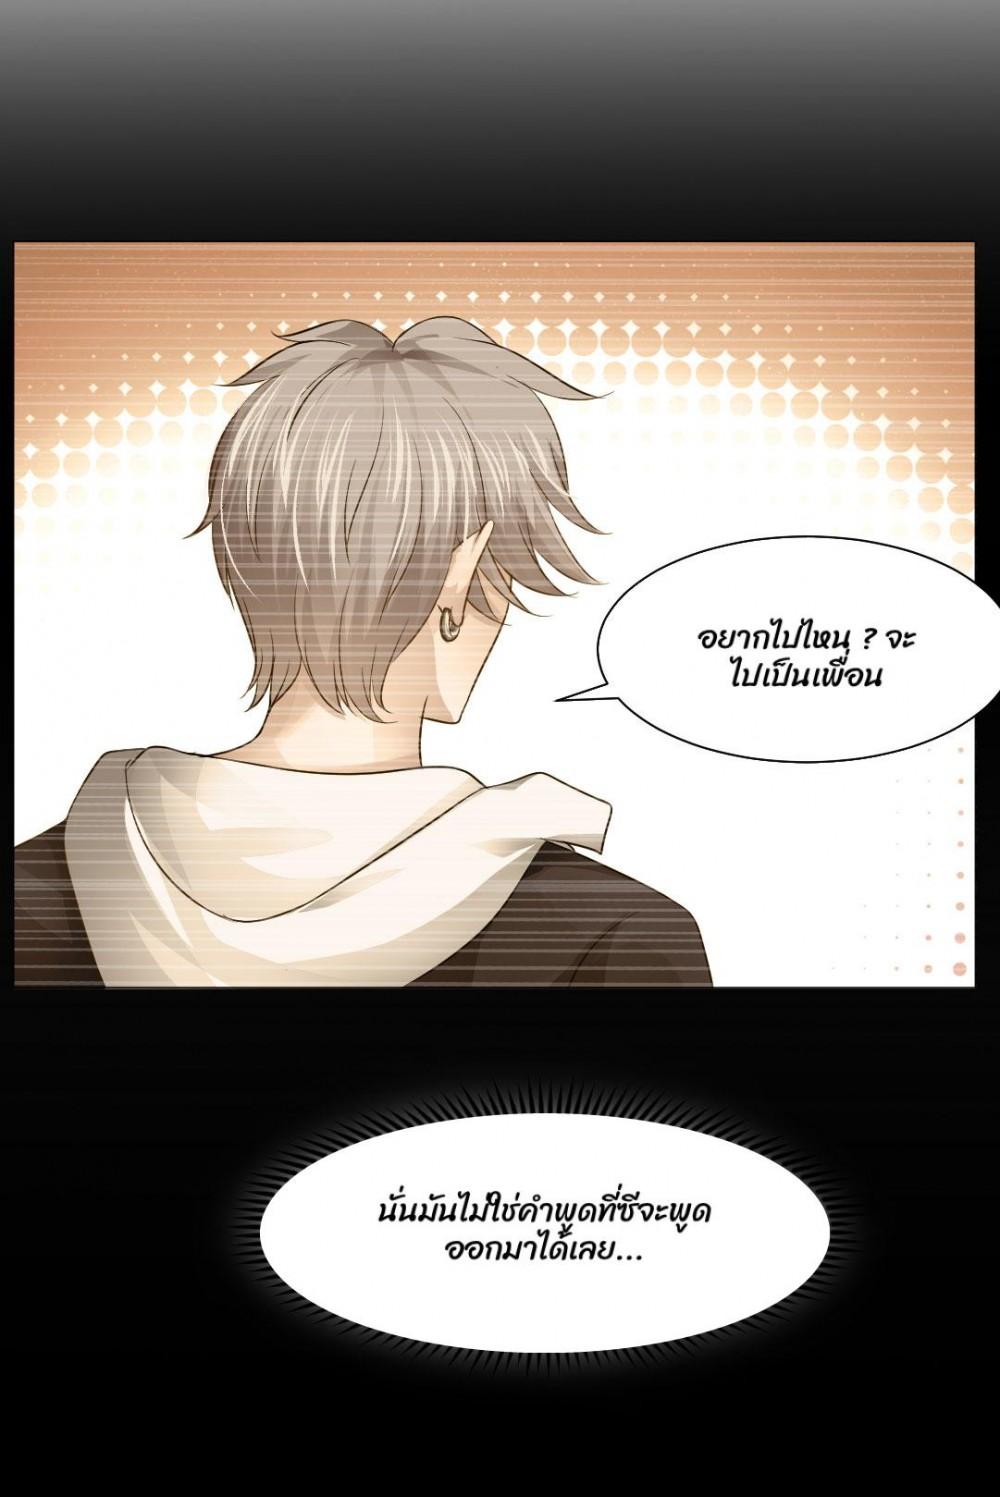 อยากไปไหน ? จะ
ไปเป็นเพื่อน
นั่นมันไม่ใช่คำพูดที่ซีจะพูด
ออกมาได้เลย...